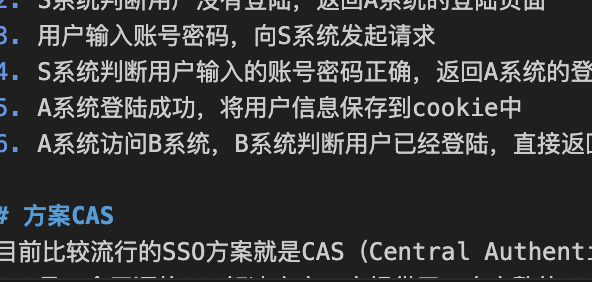 2. S系统判断用户没有登陆，返回A系统的登陆页面
3. 用户输入账号密码，向S系统发起请求
4. S系统判断用户输入的账号密码正确，返回A系统的登
5. A系统登陆成功，将用户信息保存到cookie中
6. A系统访问B系统，B系统判断用户已经登陆，直接返回
# 方案CAS
目前比较流行的SSO方案就是CAS（Central Authenti